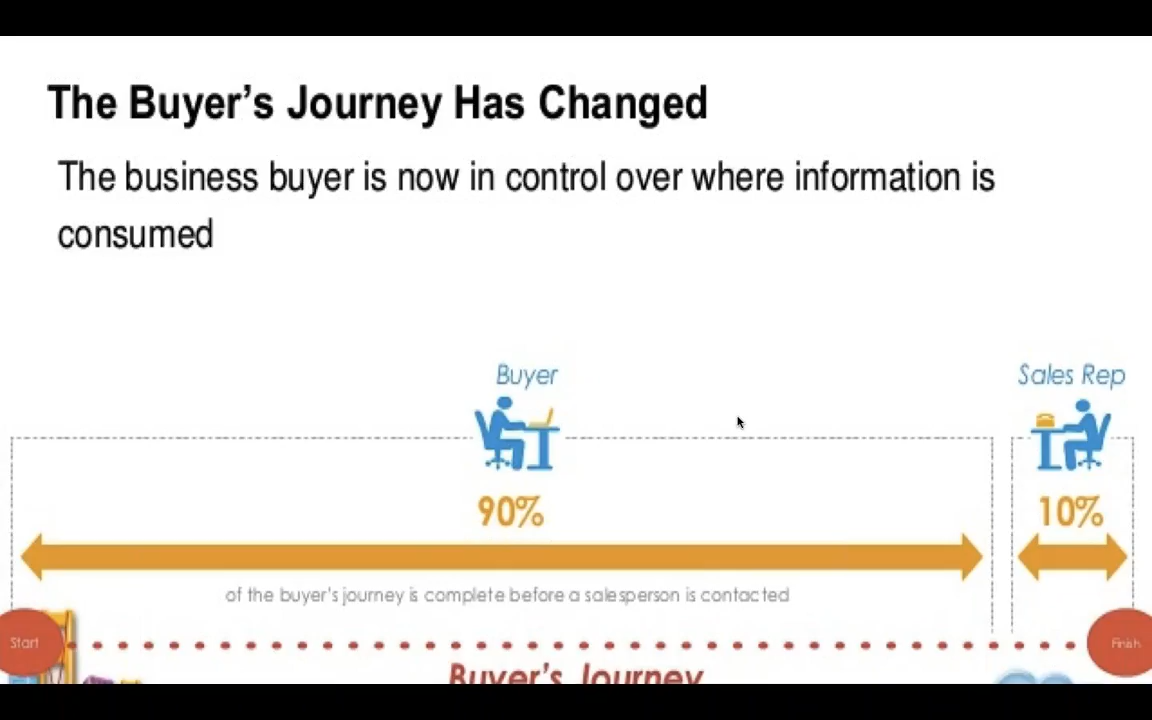 The Buyer’s Journey Has Changed
The business buyer is now in control over where information is
consumed
Buyer
Sales Rep
90%
10%
of the buyer's journey is complete before a salesperson is contacted
Start
Finish
Buyer's Journey